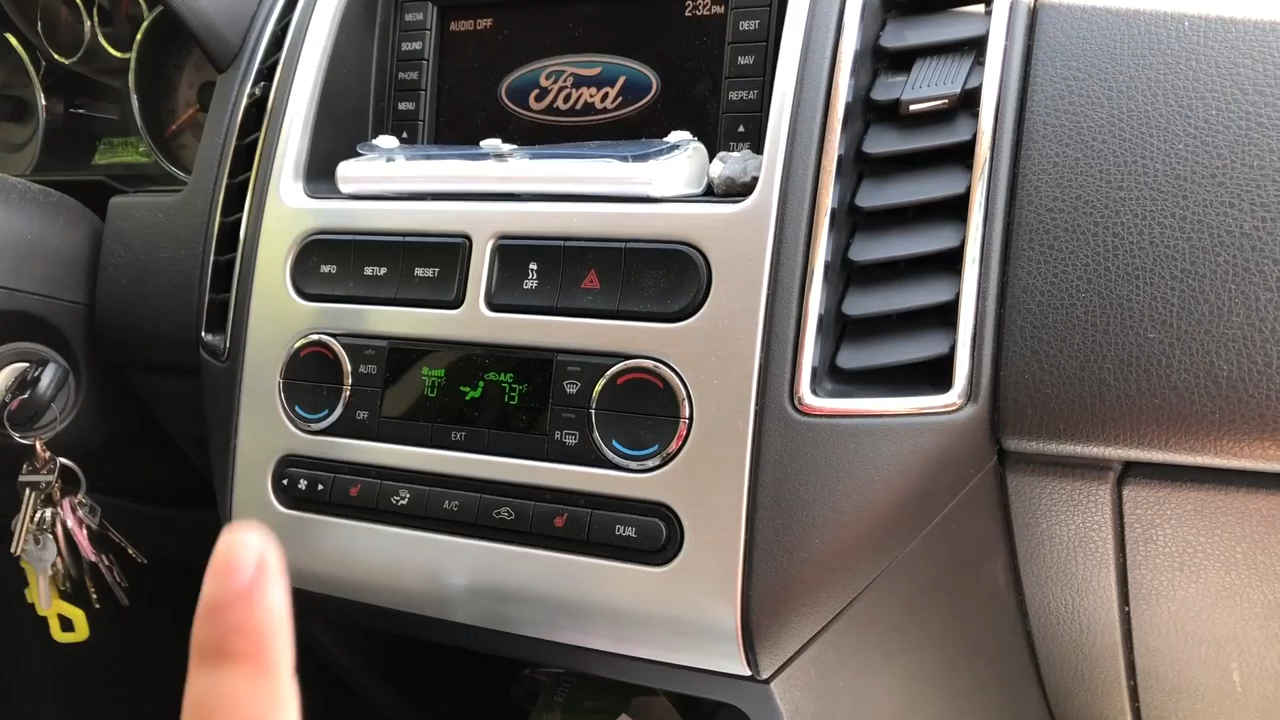 2:32PM
AUDIO OFF
MEDIA
SOUND
PHONE
MENU
Ford
DEST
NAV
REPEAT
TUNE
INFO SETUP RESET
OFF
AUTO
OFF
70°F
A/C
73°F
EXT
R
A/C
DUAL